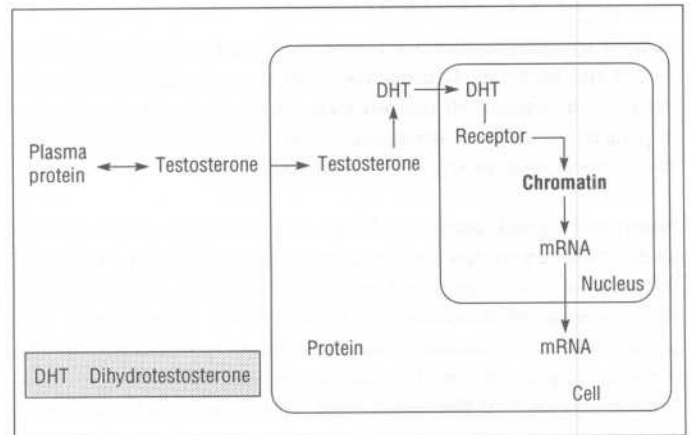 DHT DHT
Receptor
Plasma
protein
Testosterone
Testosterone
Chromatin
mRNA
Nucleus
Protein
mRNA
DHT Dihydrotestosterone
Cell